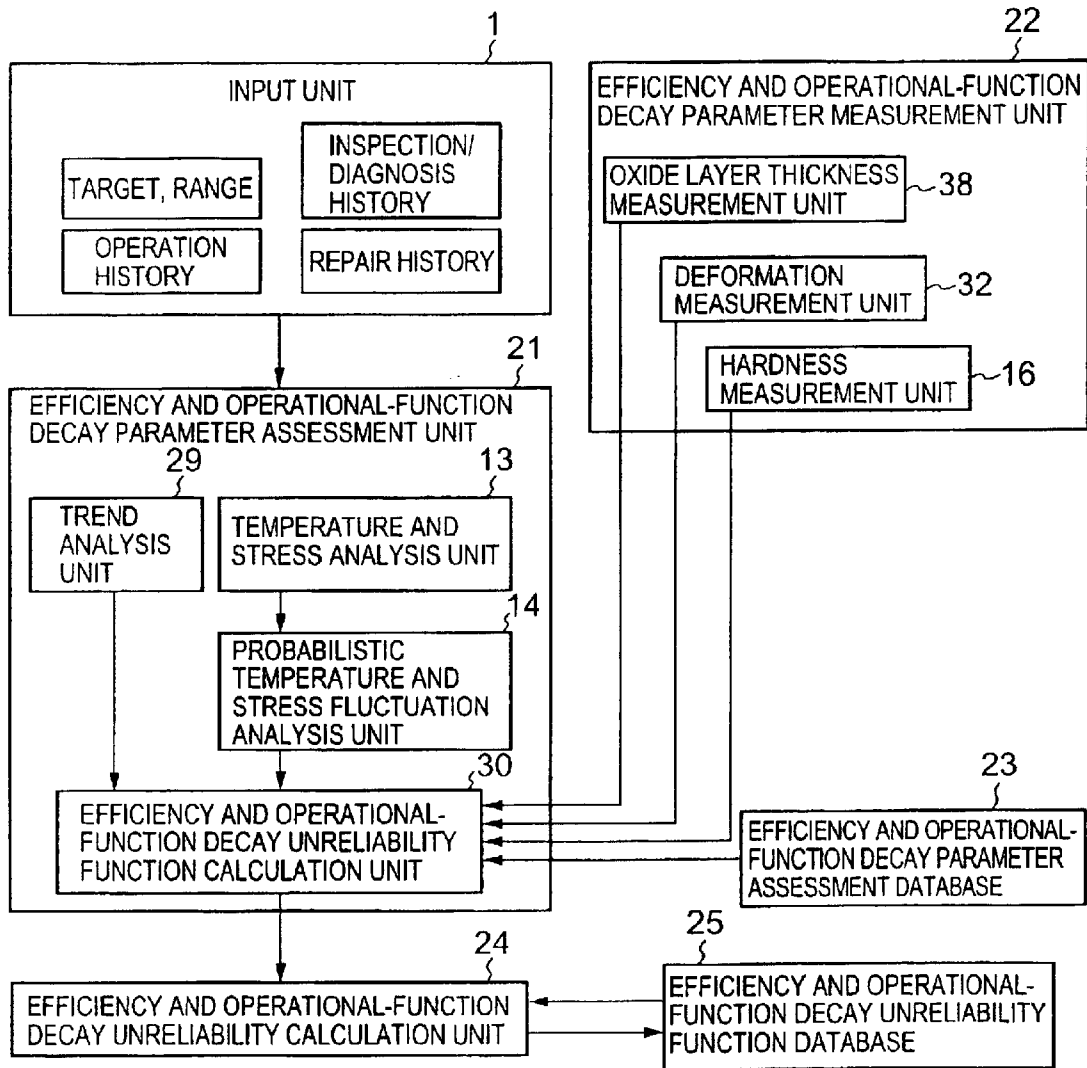 1
INPUT UNIT
TARGET, RANGE
INSPECTION/
DIAGNOSIS
HISTORY
OPERATION
HISTORY
REPAIR HISTORY
22
EFFICIENCY AND OPERATIONAL-FUNCTION
DECAY PARAMETER MEASUREMENT UNIT
OXIDE LAYER THICKNESS
MEASUREMENT UNIT
38
DEFORMATION
MEASUREMENT UNIT
32
HARDNESS
MEASUREMENT UNIT
16
21
EFFICIENCY AND OPERATIONAL-FUNCTION
DECAY PARAMETER ASSESSMENT UNIT
29
TREND
ANALYSIS
UNIT
13
TEMPERATURE AND
STRESS ANALYSIS UNIT
14
PROBABILISTIC
TEMPERATURE AND
STRESS FLUCTUATION
ANALYSIS UNIT
30
EFFICIENCY AND OPERATIONAL-
FUNCTION DECAY UNRELIABILITY
FUNCTION CALCULATION UNIT
23
EFFICIENCY AND OPERATIONAL-
FUNCTION DECAY PARAMETER
ASSESSMENT DATABASE
24
EFFICIENCY AND OPERATIONAL-FUNCTION
DECAY UNRELIABILITY CALCULATION UNIT
25
EFFICIENCY AND OPERATIONAL-
FUNCTION DECAY UNRELIABILITY
FUNCTION DATABASE